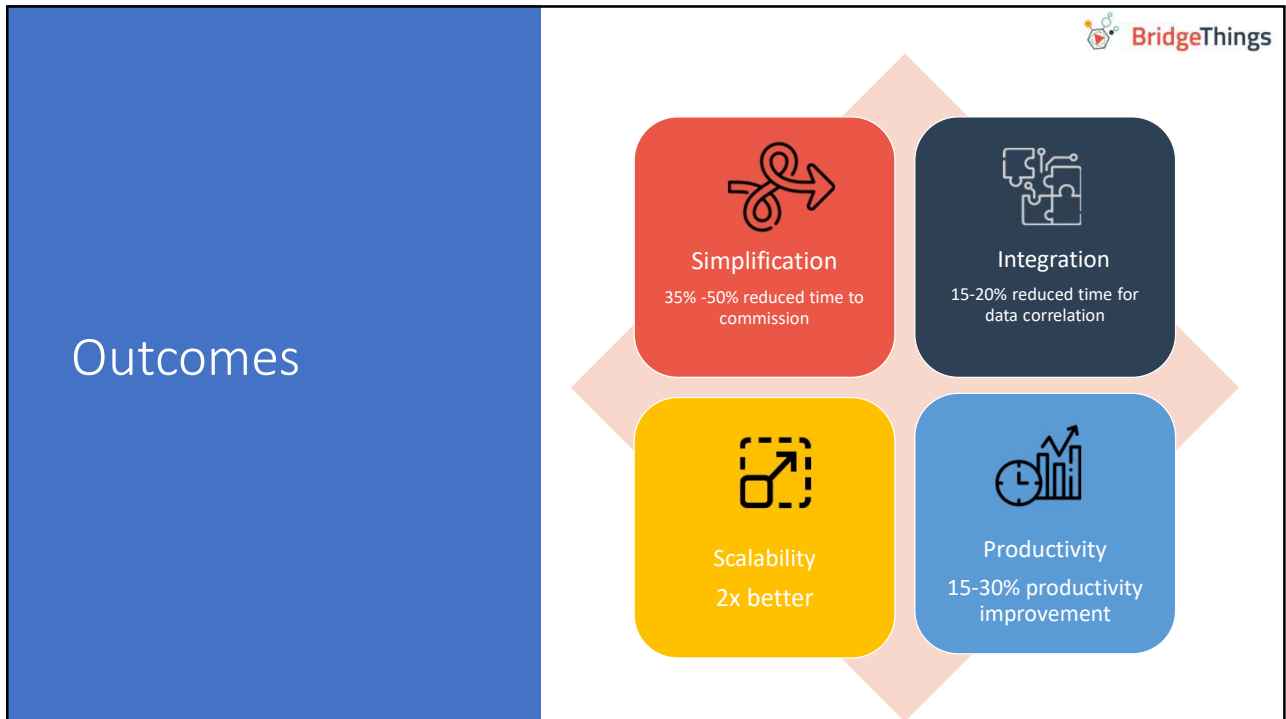 BridgeThings
Outcomes
Simplification
35% -50% reduced time to
commission
Integration
15-20% reduced time for
data correlation
Scalability
2x better
Productivity
15-30% productivity
improvement